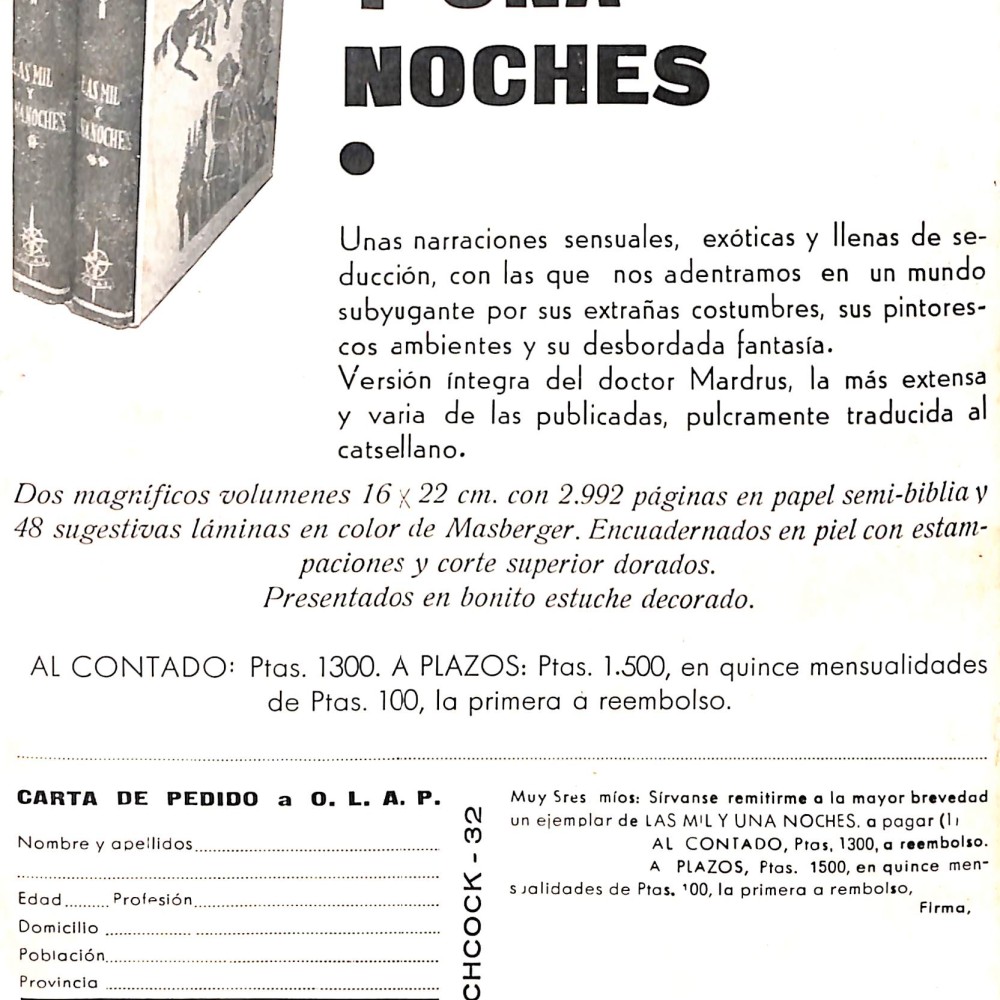 Y UNA
NOCHES
LAS MIL
Y
NOCHES
*
LAS MIL
Y
UNA NOCHES
**
Unas narraciones sensuales, exóticas y llenas de se-
ducción, con las que nos adentramos en un mundo
subyugante por sus extrañas costumbres, sus pintores-
cos ambientes y su desbordada fantasía.
Versión íntegra del doctor Mardrus, la más extensa
y varia de las publicadas, pulcramente traducida al
catsellano.
Dos magníficos volumenes 16 x 22 cm. con 2.992 páginas en papel semi-biblia y
48 sugestivas láminas en color de Masberger. Encuadernados en piel con estam-
paciones y corte superior dorados.
Presentados en bonito estuche decorado.
AL CONTADO: Ptas. 1300. A PLAZOS: Ptas. 1.500, en quince mensualidades
de Ptas. 100, la primera a reembolso.
CARTA DE PEDIDO a O. L. A. P.
Nombre y apellidos
Edad Profesión
Domicilio
Población
Provincia
CHCOCK - 32
Muy Sres míos: Sírvanse remitirme a la mayor brevedad
un ejemplar de LAS MIL Y UNA NOCHES. a pagar (1)
AL CONTADO, Ptas, 1300, a reembolso.
A PLAZOS, Ptas. 1500, en quince men-
sualidades de Ptas. 100, la primera a rembolso,
Firma,